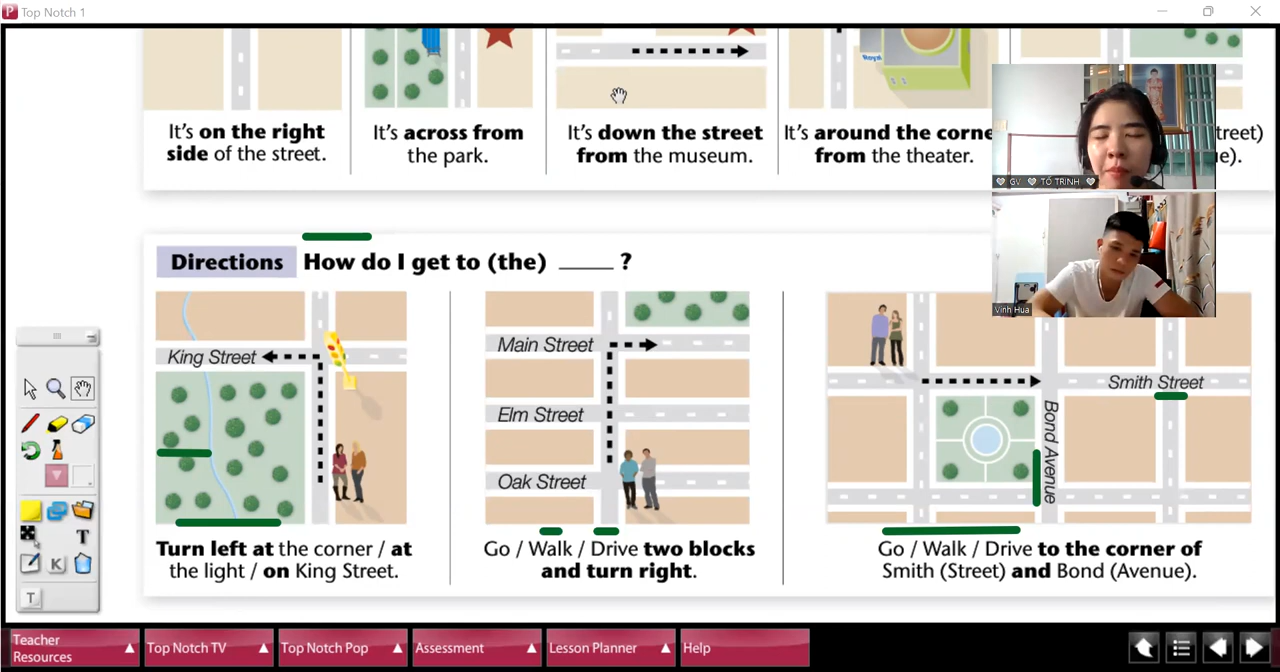 Top Notch 1
Royal
It's on the right
side of the street.
It's across from
the park.
It's down the street
from the museum.
It's around the corne
from the theater.
treet)
e).
GV TỐ TRINH
Vinh Hua
Directions How do I get to (the) ____ ?
King Street
Main Street
Elm Street
Oak Street
Smith Street
Bond Avenue
Turn left at the corner / at
the light / on King Street.
Go / Walk / Drive two blocks
and turn right.
Go / Walk / Drive to the corner of
Smith (Street) and Bond (Avenue).
T
K
T
Teacher
Resources
Top Notch TV
Top Notch Pop
Assessment
Lesson Planner
Help